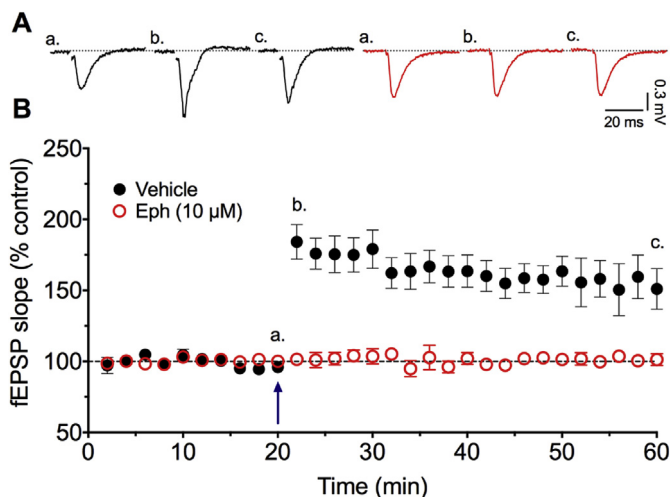 A
a. b. c. a. b. c.
0.3 mV
20 ms
B
250
200
150
100
50
fEPSP slope (% control)
Vehicle
Eph (10 μM)
b.
c.
a.
0 10 20 30 40 50 60
Time (min)